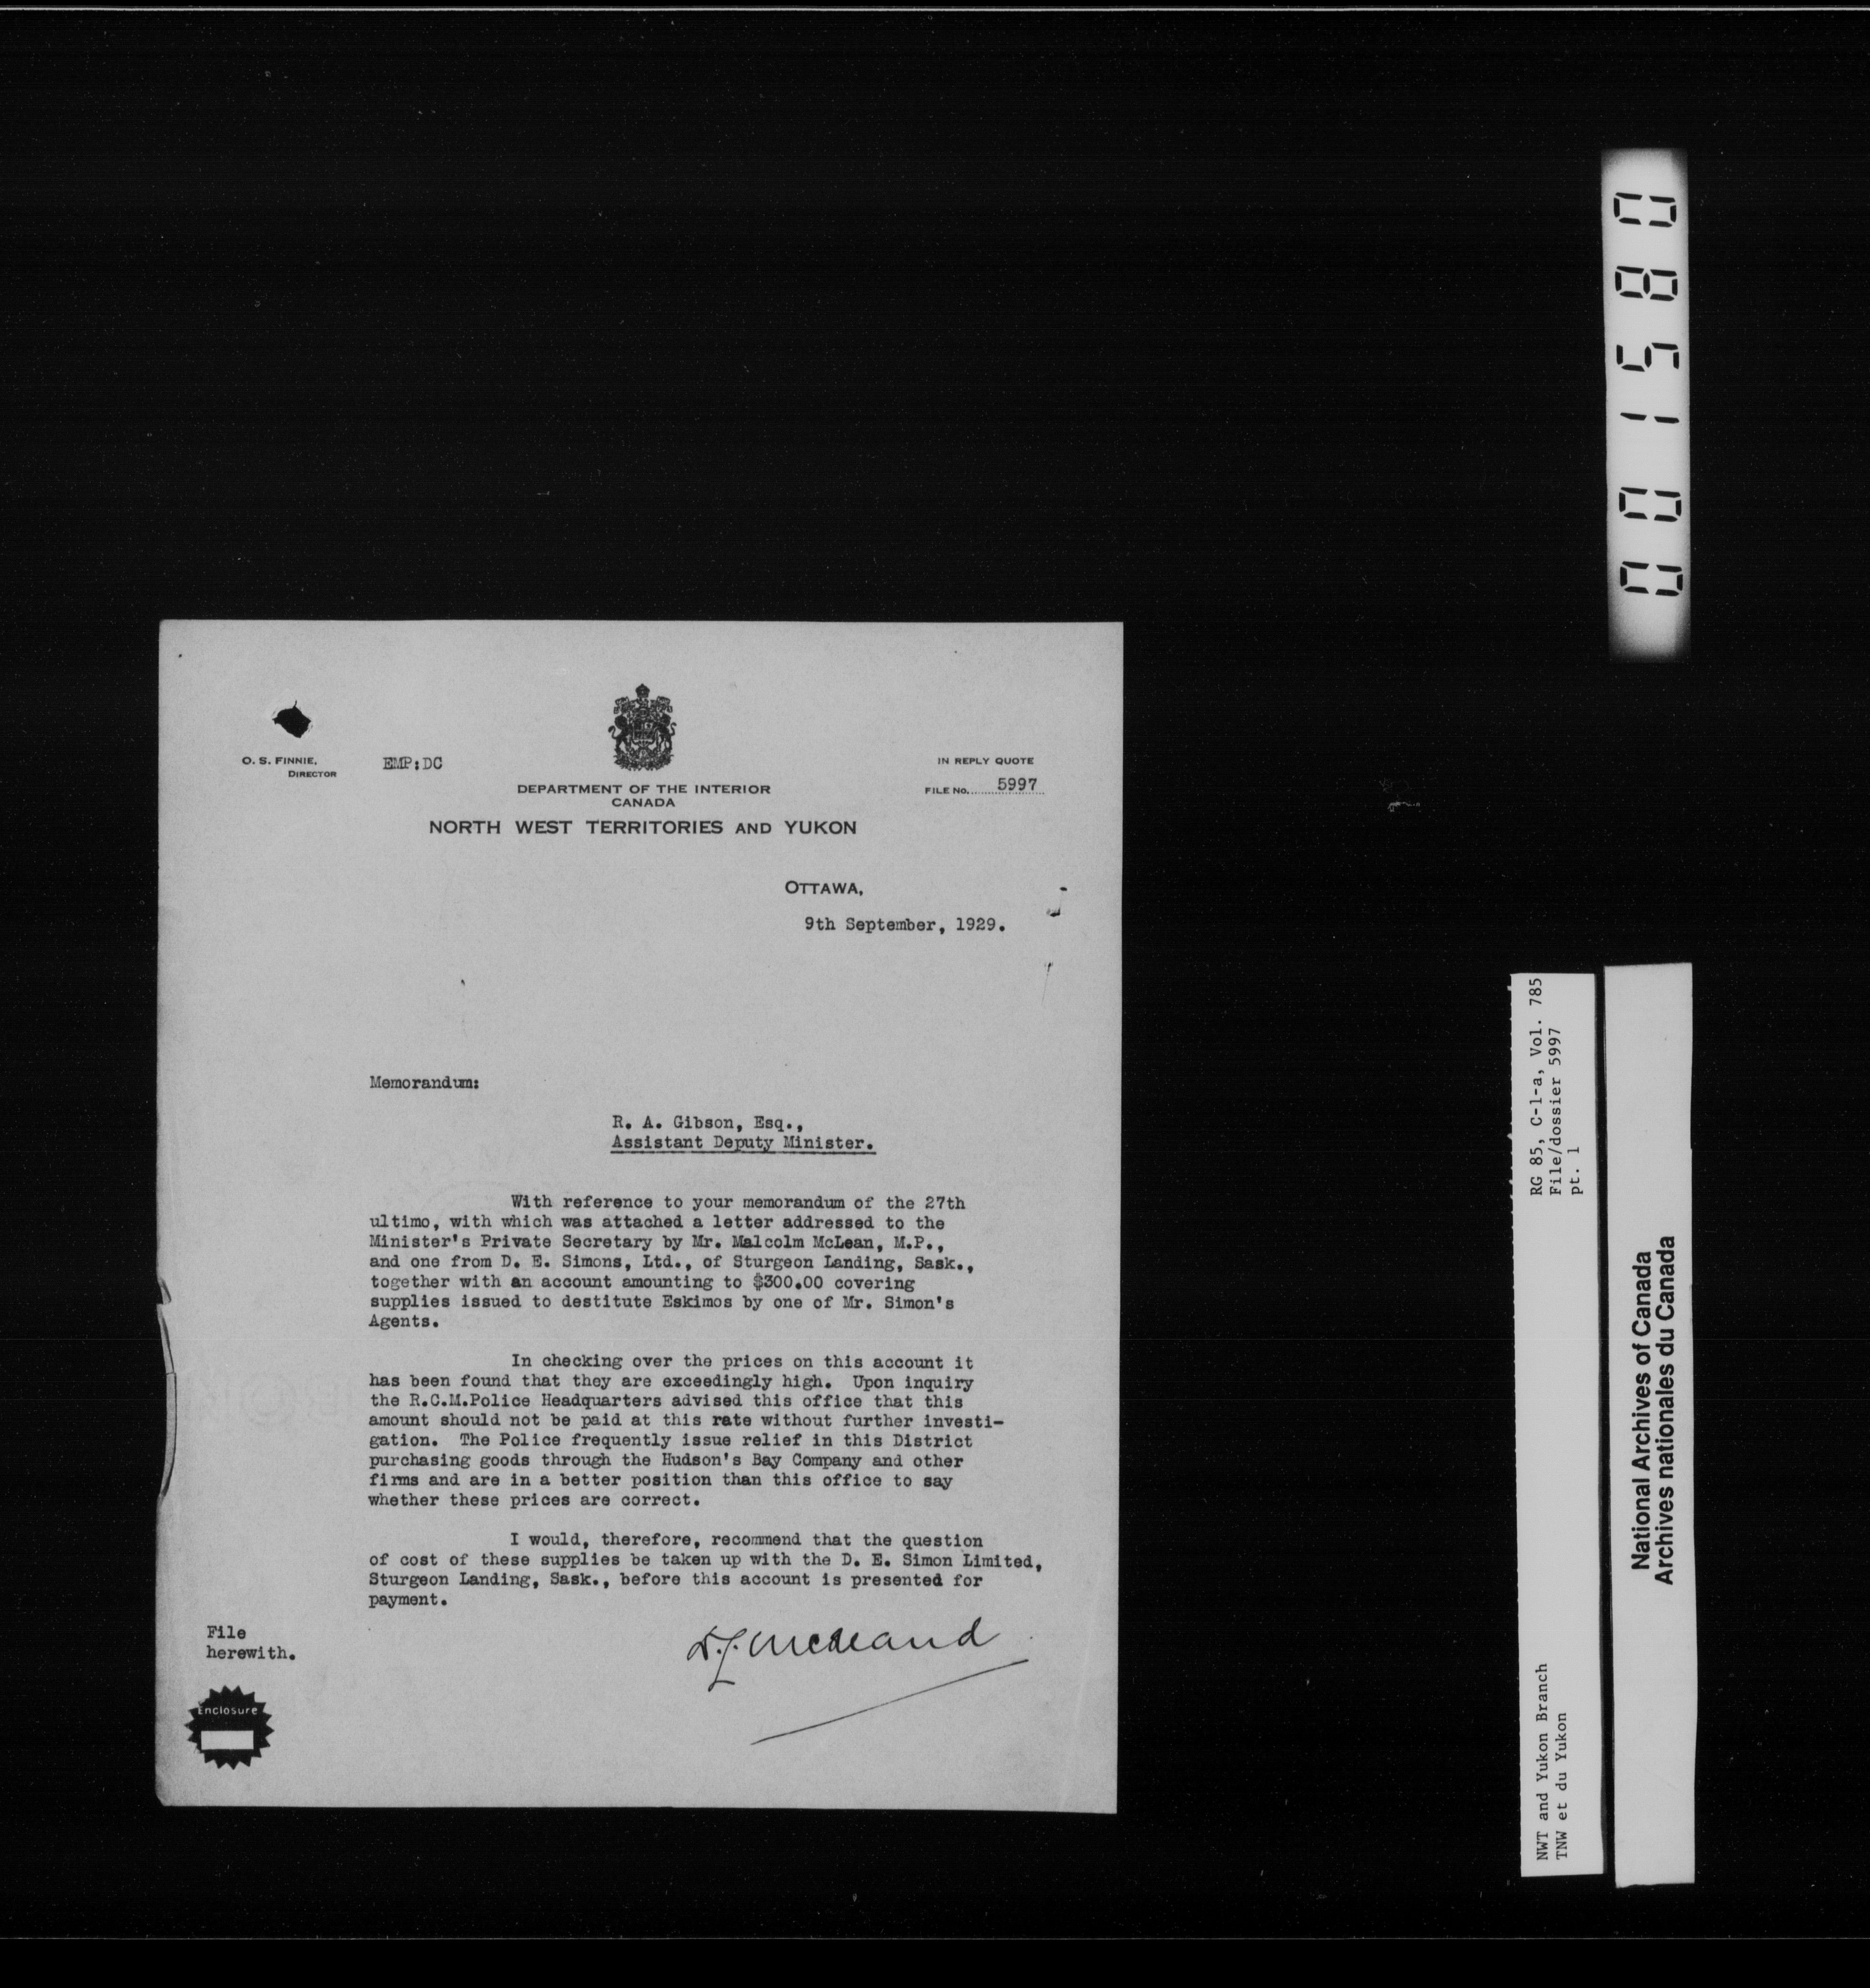 O. S. FINNIE,
DIRECTOR
EMP:DC
IN REPLY QUOTE
FILE No. 5997
DEPARTMENT OF THE INTERIOR
CANADA
NORTH WEST TERRITORIES AND YUKON
OTTAWA,
9th September, 1929.
Memorandum:
R. A. Gibson, Esq.,
Assistant Deputy Minister.
With reference to your memorandum of the 27th
ultimo, with which was attached a letter addressed to the
Minister's Private Secretary by Mr. Malcolm McLean, M.P.,
and one from D. E. Simons, Ltd., of Sturgeon Landing, Sask.,
together with an account amounting to $300.00 covering
supplies issued to destitute Eskimos by one of Mr. Simon's
Agents.
In checking over the prices on this account it
has been found that they are exceedingly high. Upon inquiry
the R.C.M.Police Headquarters advised this office that this
amount should not be paid at this rate without further investi-
gation. The Police frequently issue relief in this District
purchasing goods through the Hudson's Bay Company and other
firms and are in a better position than this office to say
whether these prices are correct.
I would, therefore, recommend that the question
of cost of these supplies be taken up with the D. E. Simon Limited,
Sturgeon Landing, Sask., before this account is presented for
payment.
File
herewith.
Enclosure
001580
RG 85, C-1-a, Vol. 785
File/dossier 5997
pt. 1
NWT and Yukon Branch
TNW et du Yukon
National Archives of Canada
Archives nationales du Canada